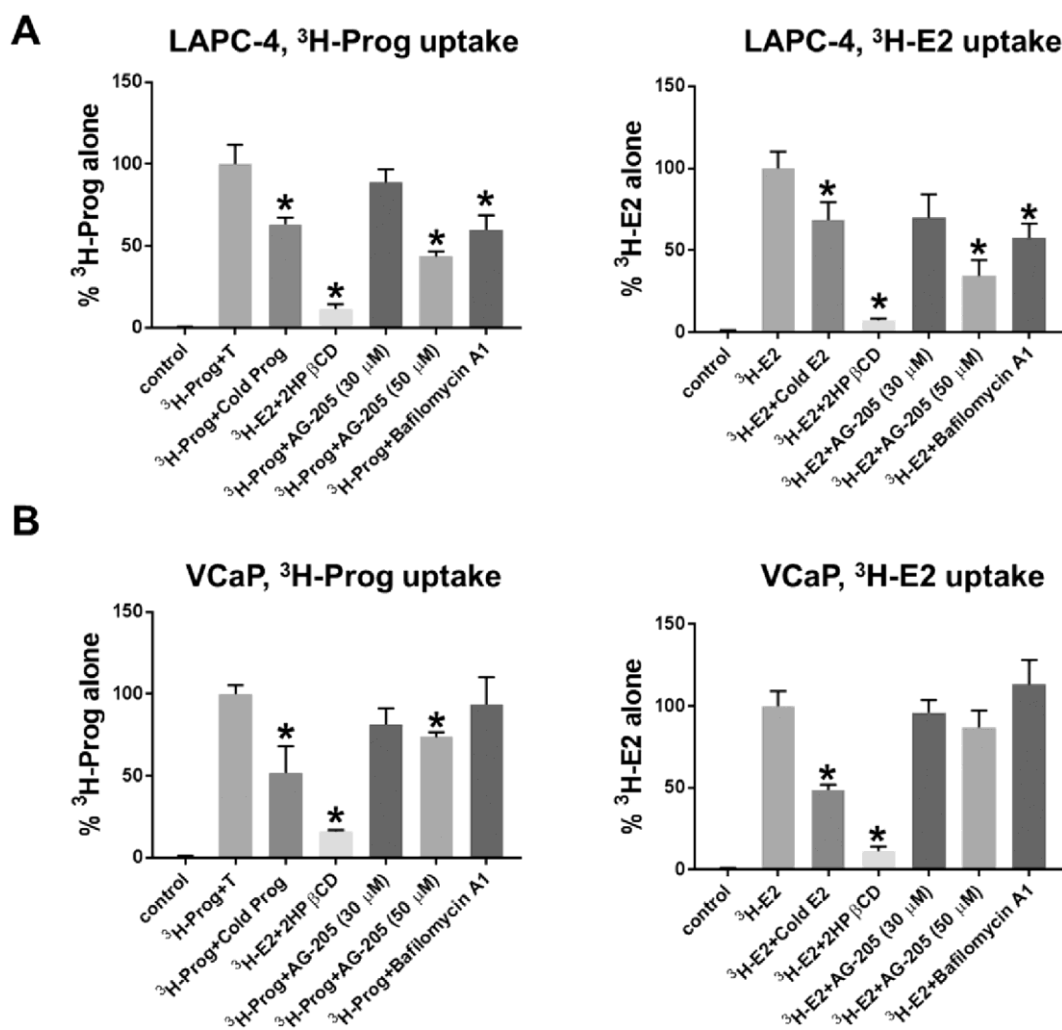 A
LAPC-4, ³H-Prog uptake
% ³H-Prog alone
150
100
50
0
*
*
*
*
control
³H-Prog+T
³H-Prog+Cold Prog
³H-E2+2HPβCD
³H-Prog+AG-205 (30 μM)
³H-Prog+AG-205 (50 μM)
³H-Prog+Bafilomycin A1
LAPC-4, ³H-E2 uptake
% ³H-E2 alone
150
100
50
0
*
*
*
*
control
³H-E2
³H-E2+Cold E2
³H-E2+2HPβCD
³H-E2+AG-205 (30 μM)
³H-E2+AG-205 (50 μM)
³H-E2+Bafilomycin A1
B
VCaP, ³H-Prog uptake
% ³H-Prog alone
150
100
50
0
*
*
*
control
³H-Prog+T
³H-Prog+Cold Prog
³H-E2+2HPβCD
³H-Prog+AG-205 (30 μM)
³H-Prog+AG-205 (50 μM)
³H-Prog+Bafilomycin A1
VCaP, ³H-E2 uptake
% ³H-E2 alone
150
100
50
0
*
*
control
³H-E2
³H-E2+Cold E2
³H-E2+2HPβCD
³H-E2+AG-205 (30 μM)
³H-E2+AG-205 (50 μM)
³H-E2+Bafilomycin A1